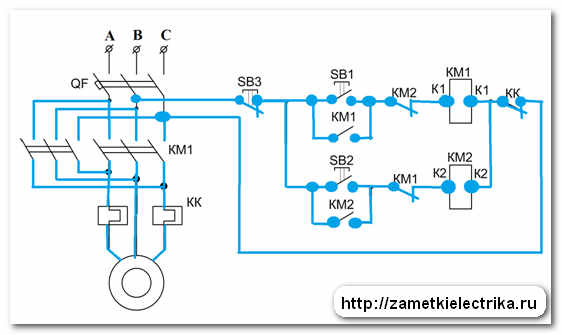 А В С
QF
SB3
SB1
KM2
K1
KM1
K1
KK
KM1
KM1
SB2
KM1
K2
KM2
K2
KM2
KK
http://zametkielectrika.ru